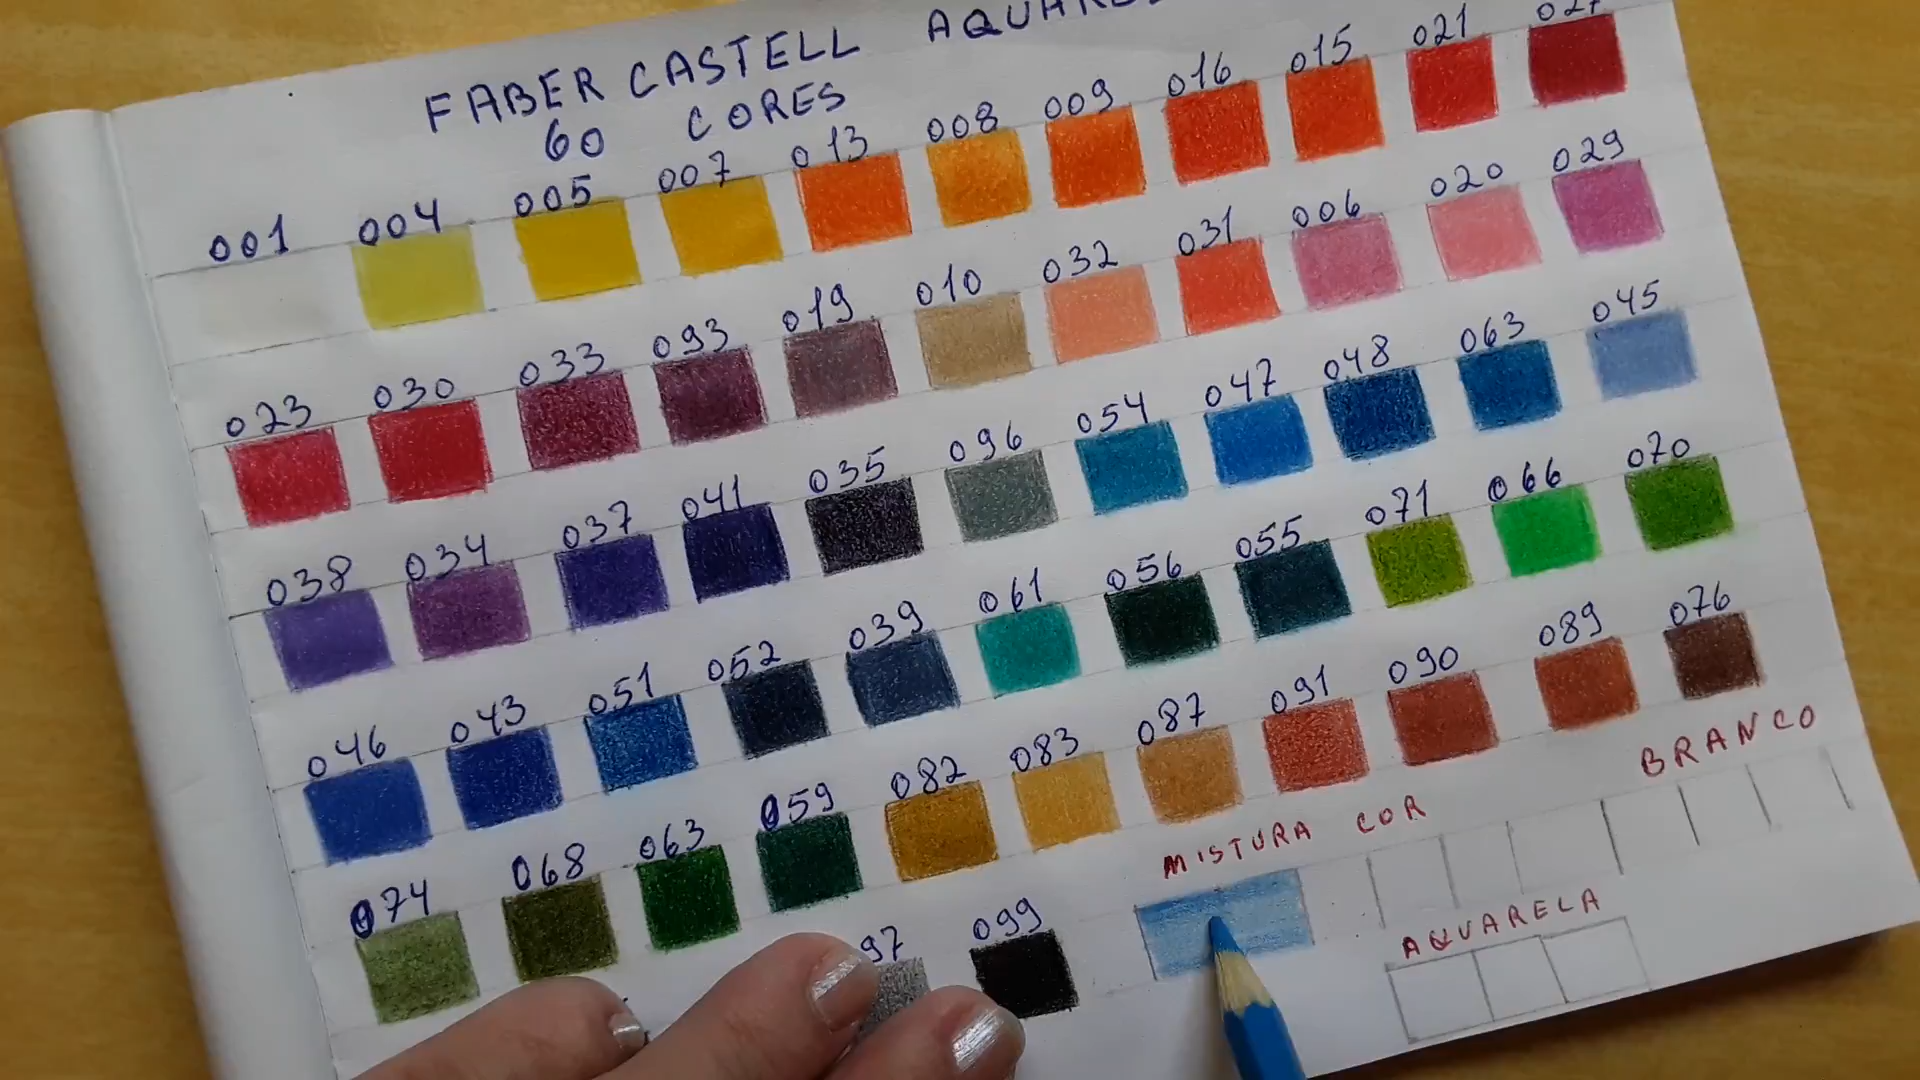 FABER CASTELL
60 CORES
001 004 005 007 013 008 009 016 015 021
023 030 033 093 019 010 032 031 006 020 029
038 034 037 041 035 096 054 047 048 063 045
046 043 051 052 039 061 056 055 071 066 070
074 068 063 059 082 083 087 091 090 089 076
97 099
MISTURA COR
BRANCO
AQUARELA